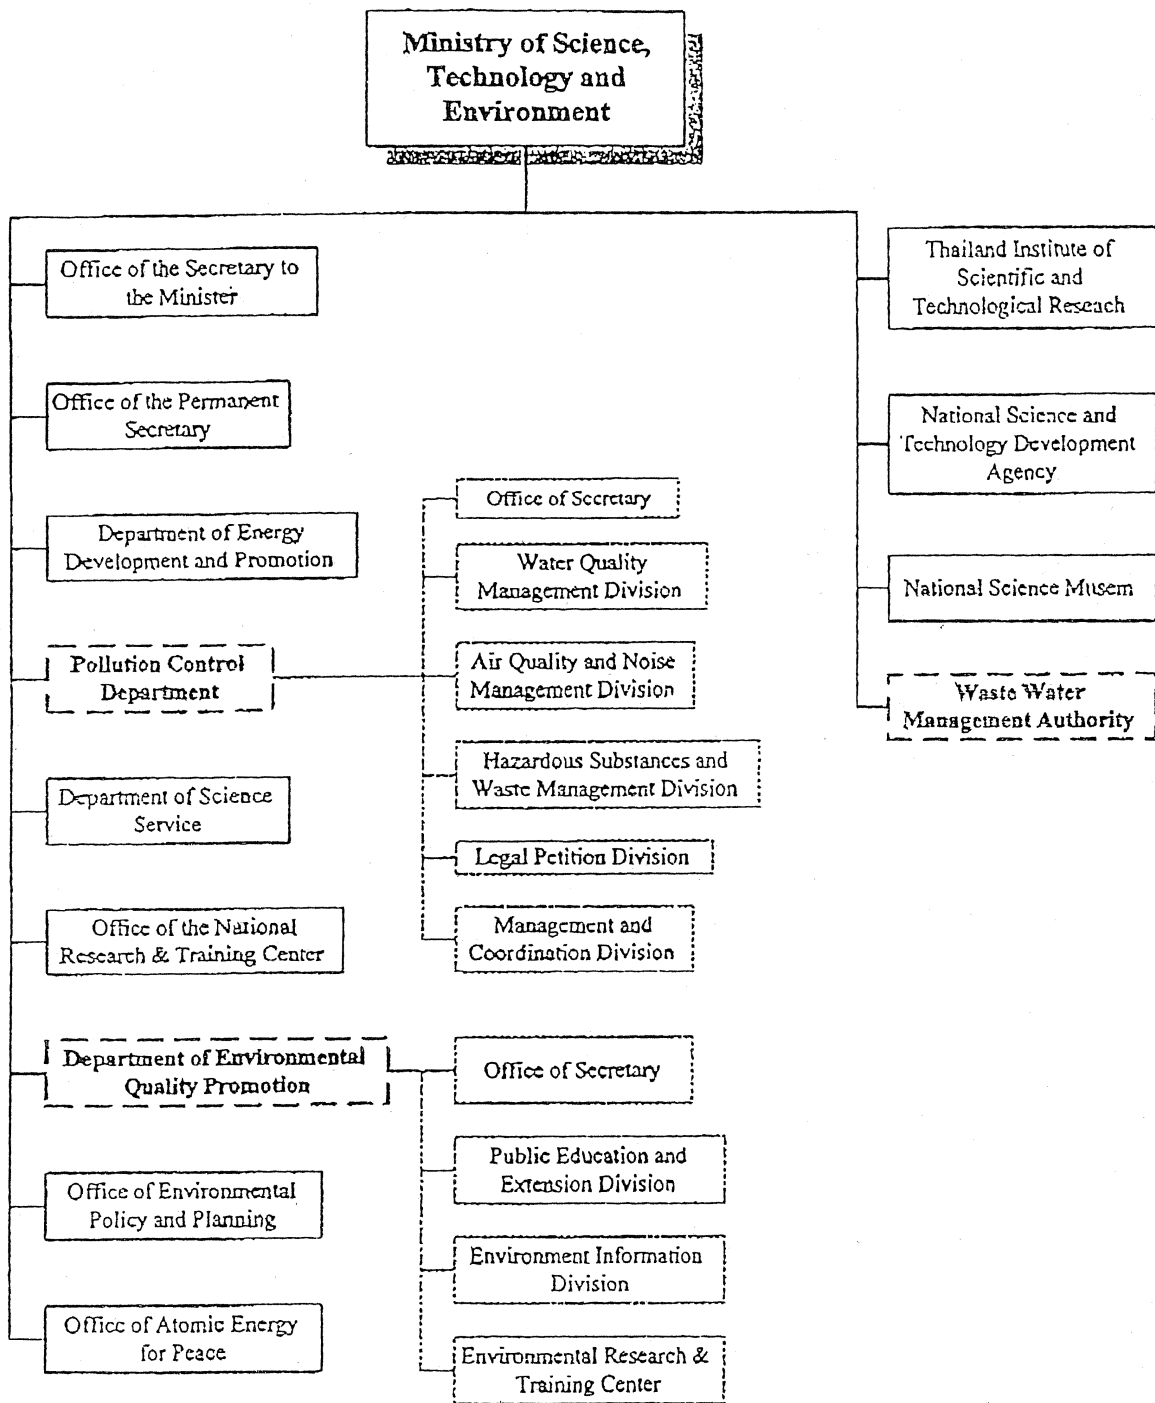 Ministry of Science,
Technology and
Environment
Office of the Secretary to
the Minister
Office of the Permanent
Secretary
Department of Energy
Development and Promotion
Pollution Control
Department
Department of Science
Service
Office of the National
Research & Training Center
Department of Environmental
Quality Promotion
Office of Environmental
Policy and Planning
Office of Atomic Energy
for Peace
Office of Secretary
Water Quality
Management Division
Air Quality and Noise
Management Division
Hazardous Substances and
Waste Management Division
Legal Petition Division
Management and
Coordination Division
Office of Secretary
Public Education and
Extension Division
Environment Information
Division
Environmental Research &
Training Center
Thailand Institute of
Scientific and
Technological Reseach
National Science and
Technology Development
Agency
National Science Musem
Waste Water
Management Authority